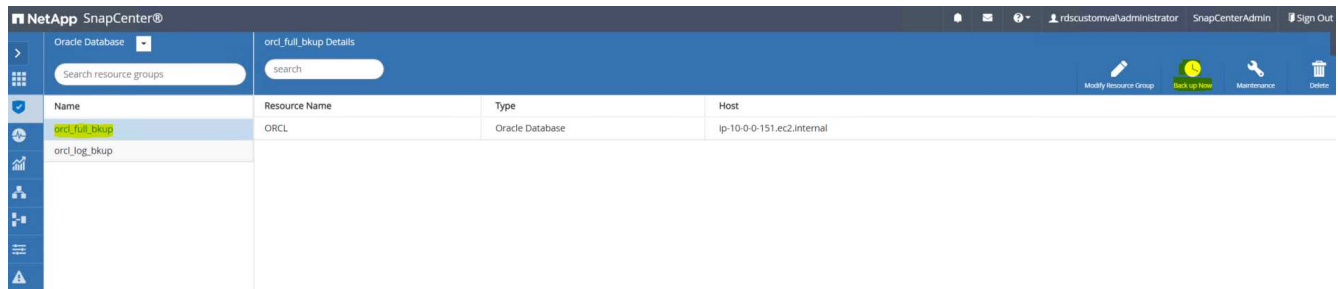 NetApp SnapCenter®
rdscustomval\administrator SnapCenterAdmin Sign Out
Oracle Database
orcl_full_bkup Details
Search resource groups
search
Modify Resource Group Back up Now Maintenance Delete
Name
Resource Name Type Host
orcl_full_bkup
ORCL Oracle Database ip-10-0-0-151.ec2.internal
orcl_log_bkup